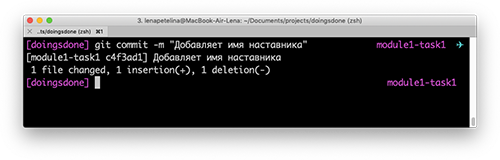 3. lenapetelina@MacBook-Air-Lena: ~/Documents/projects/doingsdone (zsh)
× ..ts/doingsdone (zsh) ⌘1
[doingsdone] git commit -m "Добавляет имя наставника" module1-task1 ✈
[module1-task1 c4f3ad1] Добавляет имя наставника
1 file changed, 1 insertion(+), 1 deletion(-)
[doingsdone] module1-task1